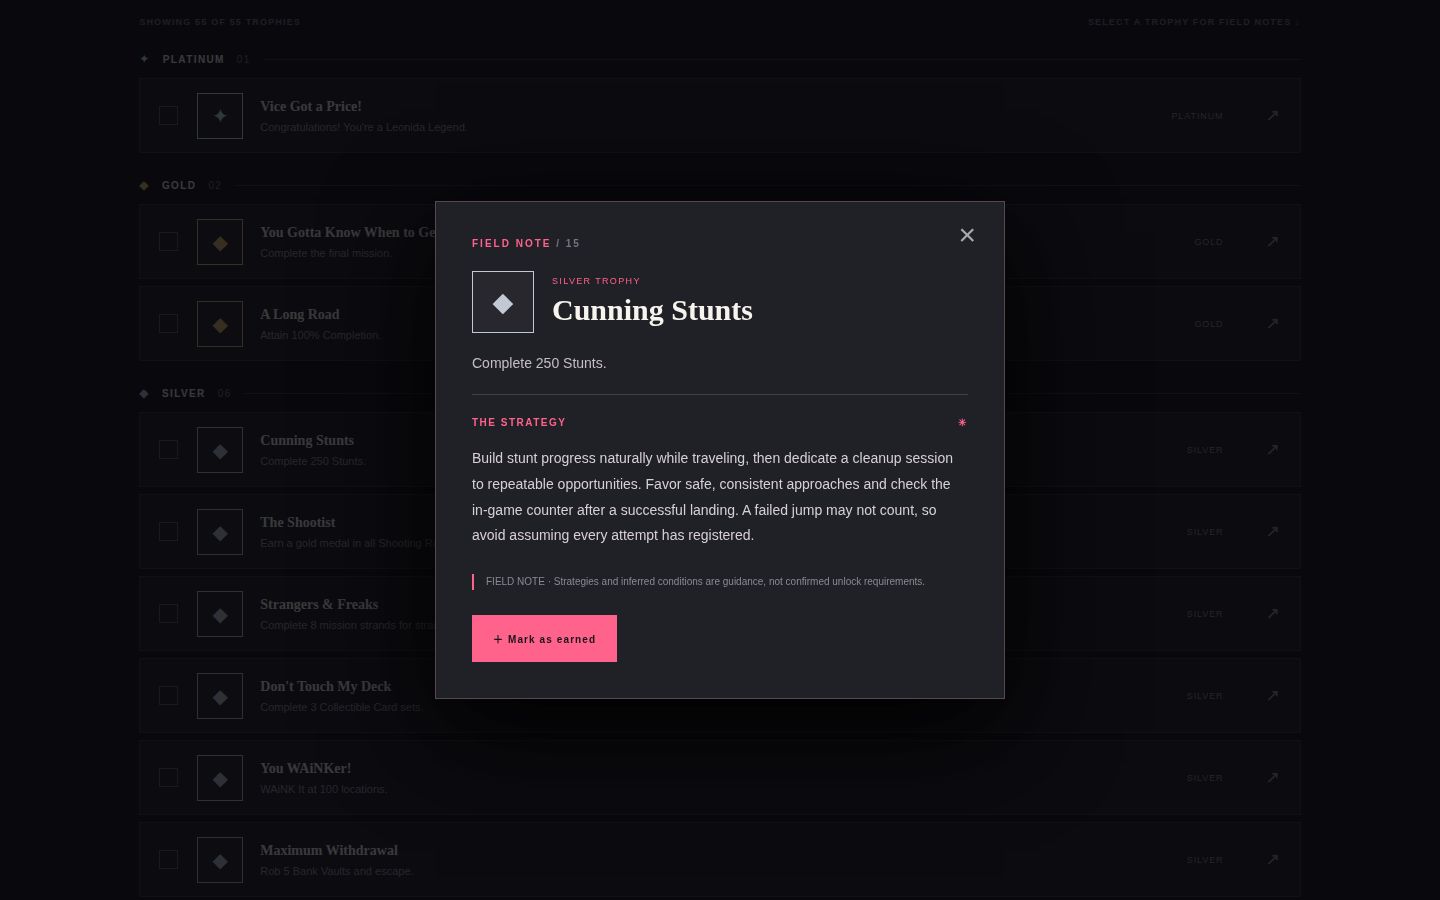 SHOWING 55 OF 55 TROPHIES
SELECT A TROPHY FOR FIELD NOTES
PLATINUM 01
Vice Got a Price!
Congratulations! You're a Leonida Legend.
PLATINUM
GOLD 02
You Gotta Know When to Ge
Complete the final mission.
GOLD
A Long Road
Attain 100% Completion.
GOLD
SILVER 06
Cunning Stunts
Complete 250 Stunts.
SILVER
The Shootist
Earn a gold medal in all Shooting R
SILVER
Strangers & Freaks
Complete 8 mission strands for stra
SILVER
Don't Touch My Deck
Complete 3 Collectible Card sets.
SILVER
You WAiNKer!
WAiNK It at 100 locations.
SILVER
Maximum Withdrawal
Rob 5 Bank Vaults and escape.
SILVER
FIELD NOTE / 15
SILVER TROPHY
Cunning Stunts
Complete 250 Stunts.
THE STRATEGY
Build stunt progress naturally while traveling, then dedicate a cleanup session
to repeatable opportunities. Favor safe, consistent approaches and check the
in-game counter after a successful landing. A failed jump may not count, so
avoid assuming every attempt has registered.
FIELD NOTE · Strategies and inferred conditions are guidance, not confirmed unlock requirements.
+ Mark as earned